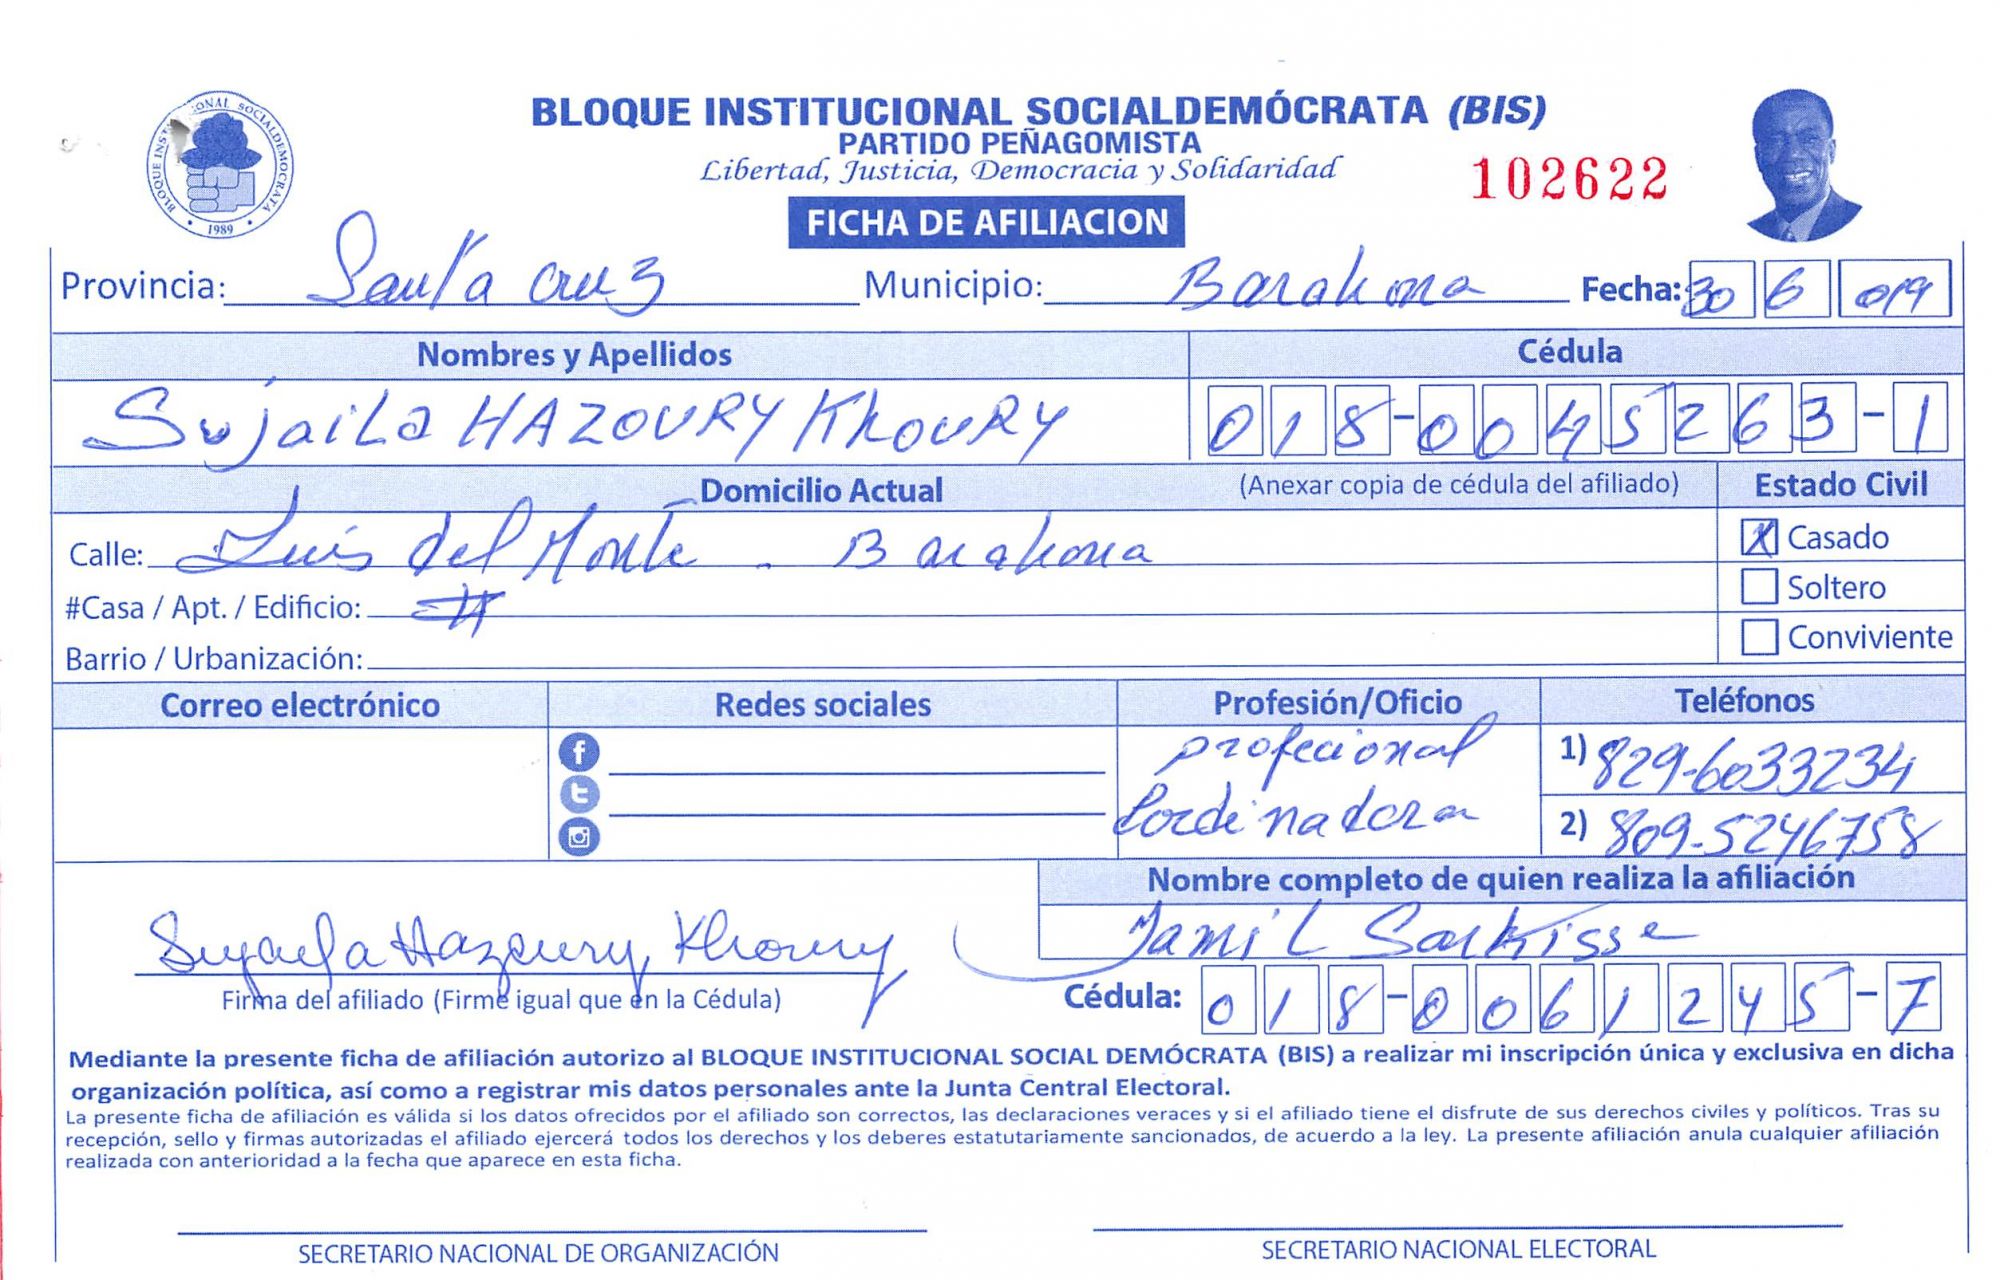 BLOQUE INSTITUCIONAL SOCIALDEMÓCRATA (BIS)
PARTIDO PEÑAGOMISTA
Libertad, Justicia, Democracia y Solidaridad
102622
BLOQUE INSTITUCIONAL SOCIALDEMOCRATA
1989
FICHA DE AFILIACION
Provincia: Santa Cruz Municipio: Barahona Fecha: 30 6 019
Nombres y Apellidos Cédula
Sujaila HAZOURY KhOURY 018-0045263-1
Domicilio Actual (Anexar copia de cédula del afiliado) Estado Civil
Calle: Luis del Monte - Barahona X Casado
#Casa / Apt. / Edificio: Soltero
Barrio / Urbanización: Conviviente
Correo electrónico Redes sociales Profesión/Oficio Teléfonos
profecional 1) 829-6033234
Cordinadora 2) 809-5246758
Nombre completo de quien realiza la afiliación
Sujaila Hazoury Khoury Jamil Sarkisse
Firma del afiliado (Firme igual que en la Cédula) Cédula: 018-0061245-7
Mediante la presente ficha de afiliación autorizo al BLOQUE INSTITUCIONAL SOCIAL DEMÓCRATA (BIS) a realizar mi inscripción única y exclusiva en dicha
organización política, así como a registrar mis datos personales ante la Junta Central Electoral.
La presente ficha de afiliación es válida si los datos ofrecidos por el afiliado son correctos, las declaraciones veraces y si el afiliado tiene el disfrute de sus derechos civiles y políticos. Tras su
recepción, sello y firmas autorizadas el afiliado ejercerá todos los derechos y los deberes estatutariamente sancionados, de acuerdo a la ley. La presente afiliación anula cualquier afiliación
realizada con anterioridad a la fecha que aparece en esta ficha.
SECRETARIO NACIONAL DE ORGANIZACIÓN SECRETARIO NACIONAL ELECTORAL